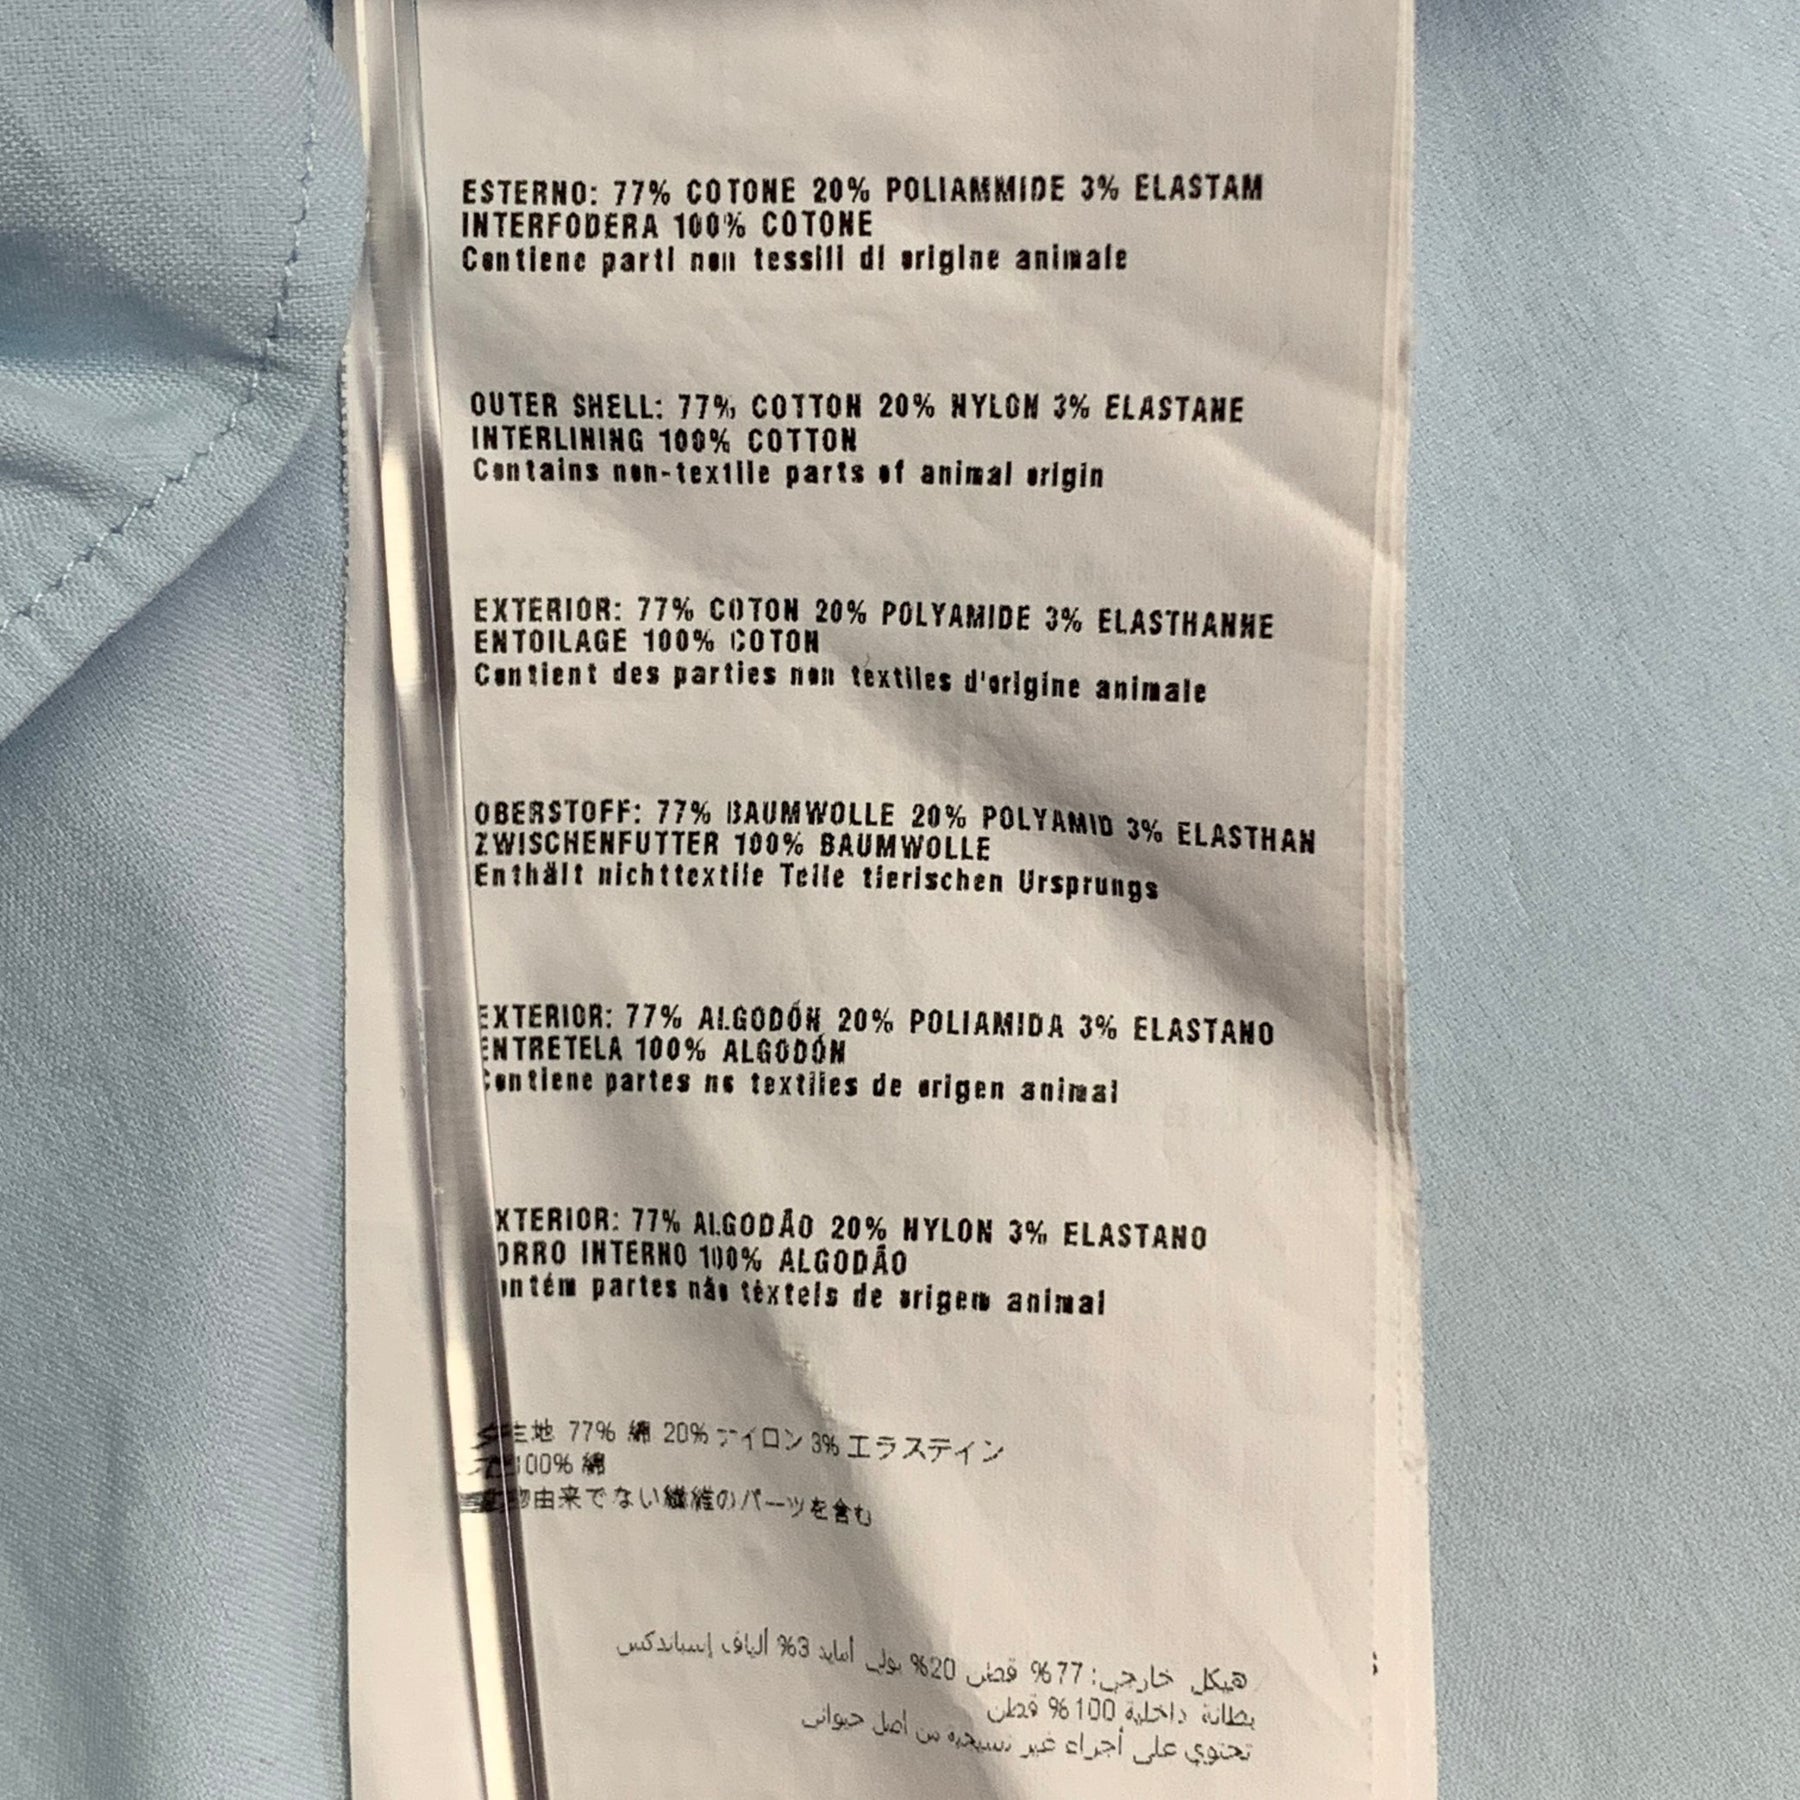 ESTERNO: 77% COTONE 20% POLIAMMIDE 3% ELASTAM
INTERFODERA 100% COTONE
Contiene parti non tessili di origine animale
OUTER SHELL: 77% COTTON 20% NYLON 3% ELASTANE
INTERLINING 100% COTTON
Contains non-textile parts of animal origin
EXTERIOR: 77% COTON 20% POLYAMIDE 3% ELASTHANNE
ENTOILAGE 100% COTON
Contient des parties non textiles d'origine animale
OBERSTOFF: 77% BAUMWOLLE 20% POLYAMID 3% ELASTHAN
ZWISCHENFUTTER 100% BAUMWOLLE
Enthält nichttextile Teile tierischen Ursprungs
EXTERIOR: 77% ALGODÓN 20% POLIAMIDA 3% ELASTANO
ENTRETELA 100% ALGODÓN
Contiene partes no textiles de origen animal
XTERIOR: 77% ALGODÃO 20% NYLON 3% ELASTANO
ORRO INTERNO 100% ALGODÃO
ontém partes não têxteis de origem animal
生地 77% 綿 20% ナイロン 3% エラステイン
100% 綿
物由来でない繊維のパーツを含む
هيكل خارجي: 77% قطن 20% بولي أمايد 3% ألياف إسباندكس
بطانة داخلية 100% قطن
تحتوي على أجزاء غير نسيجية من أصل حيواني